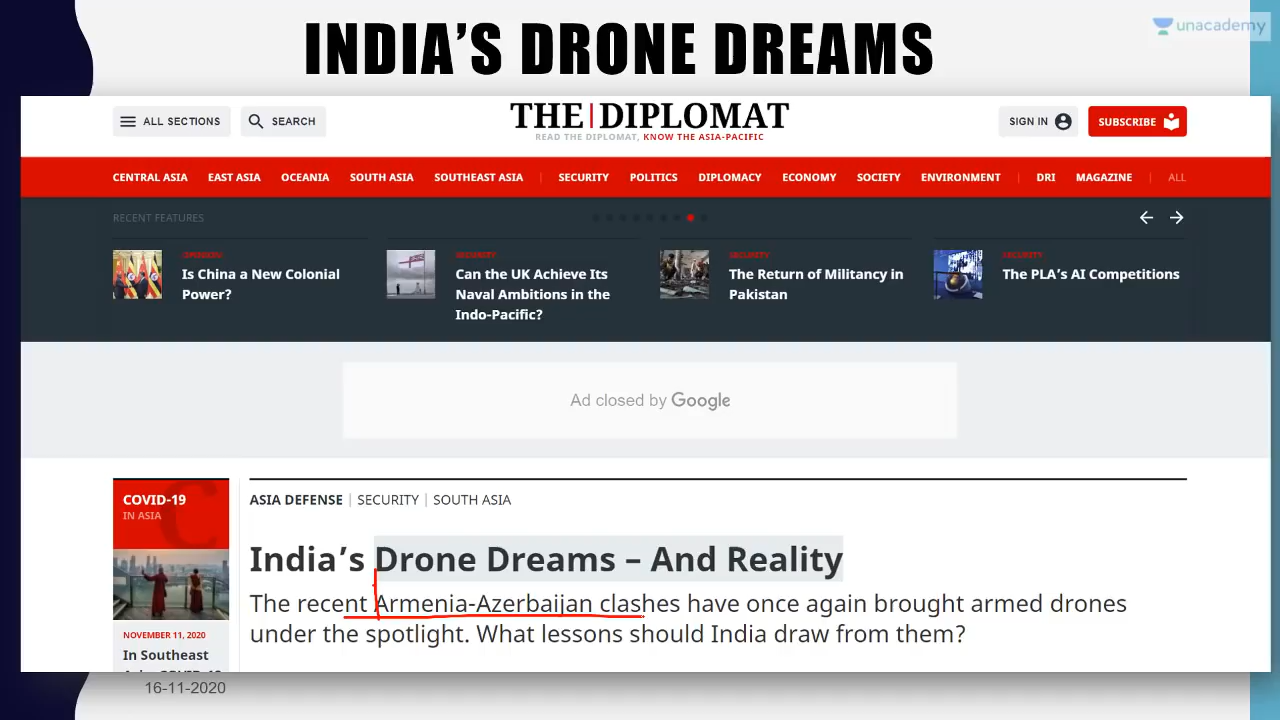 INDIA'S DRONE DREAMS
unacademy
ALL SECTIONS
SEARCH
THE|DIPLOMAT
READ THE DIPLOMAT, KNOW THE ASIA-PACIFIC
SIGN IN
SUBSCRIBE
CENTRAL ASIA EAST ASIA OCEANIA SOUTH ASIA SOUTHEAST ASIA | SECURITY POLITICS DIPLOMACY ECONOMY SOCIETY ENVIRONMENT | DRI MAGAZINE | ALL
RECENT FEATURES
Is China a New Colonial
Power?
SECURITY
Can the UK Achieve Its
Naval Ambitions in the
Indo-Pacific?
SECURITY
The Return of Militancy in
Pakistan
SECURITY
The PLA's AI Competitions
Ad closed by Google
COVID-19
IN ASIA
NOVEMBER 11, 2020
In Southeast
ASIA DEFENSE | SECURITY | SOUTH ASIA
India's Drone Dreams – And Reality
The recent Armenia-Azerbaijan clashes have once again brought armed drones
under the spotlight. What lessons should India draw from them?
16-11-2020